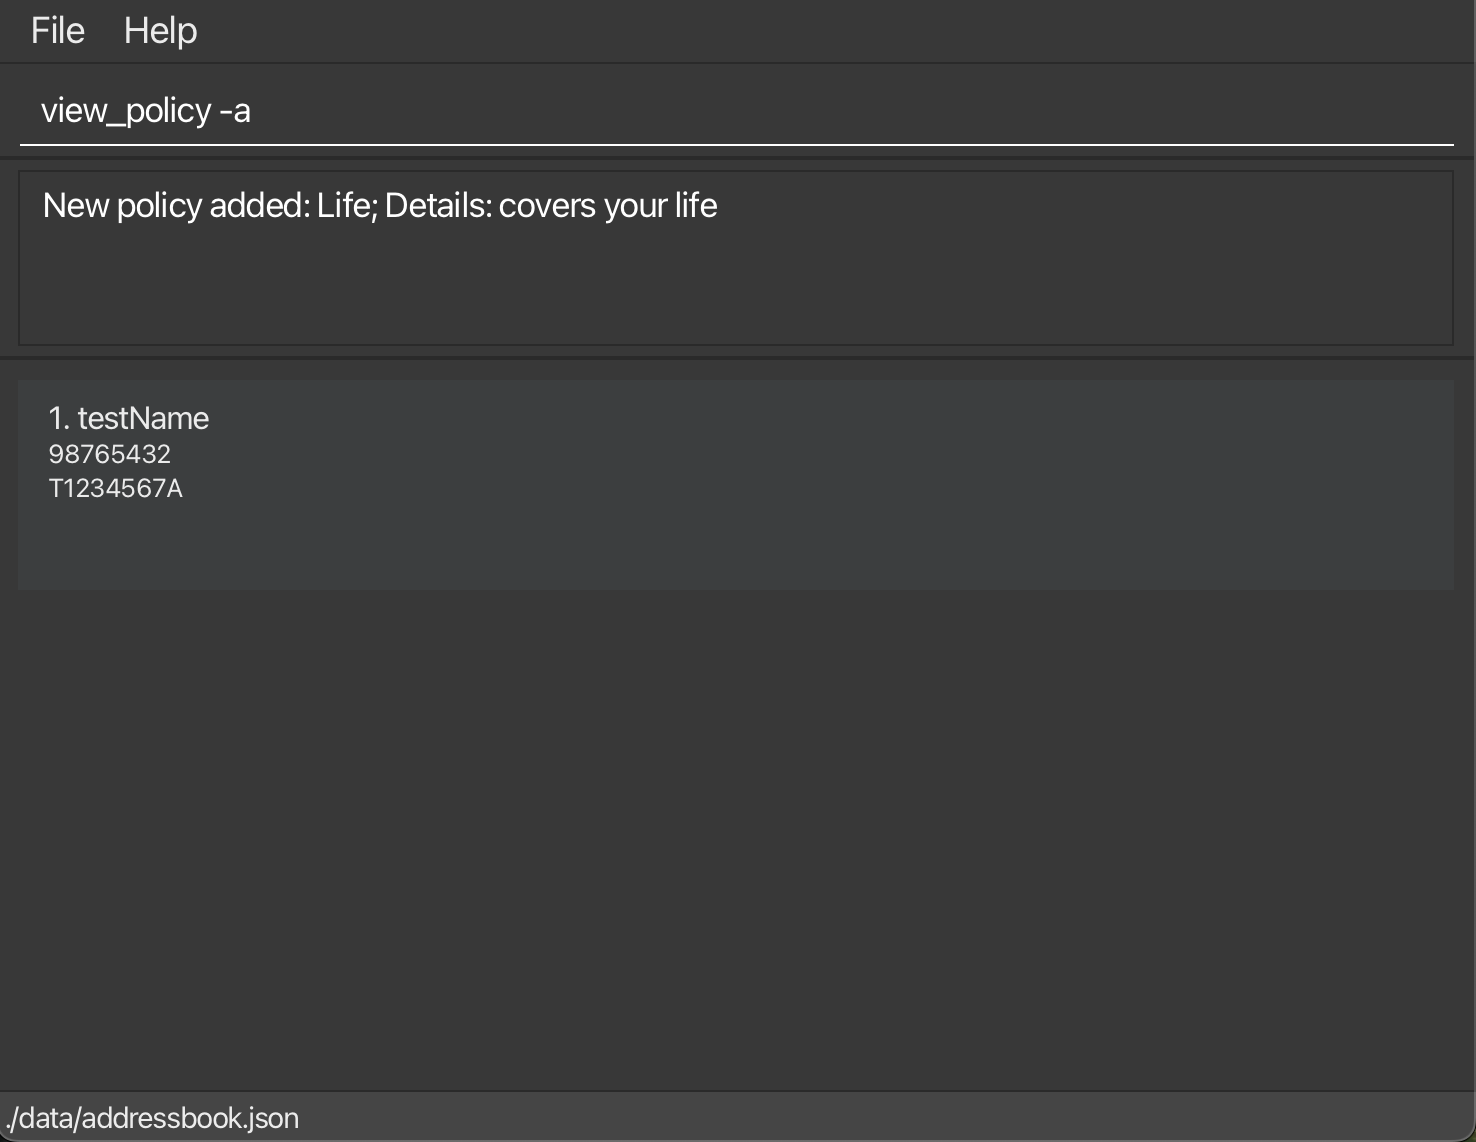 File Help
view_policy -a
New policy added: Life; Details: covers your life
1. testName
98765432
T1234567A
./data/addressbook.json